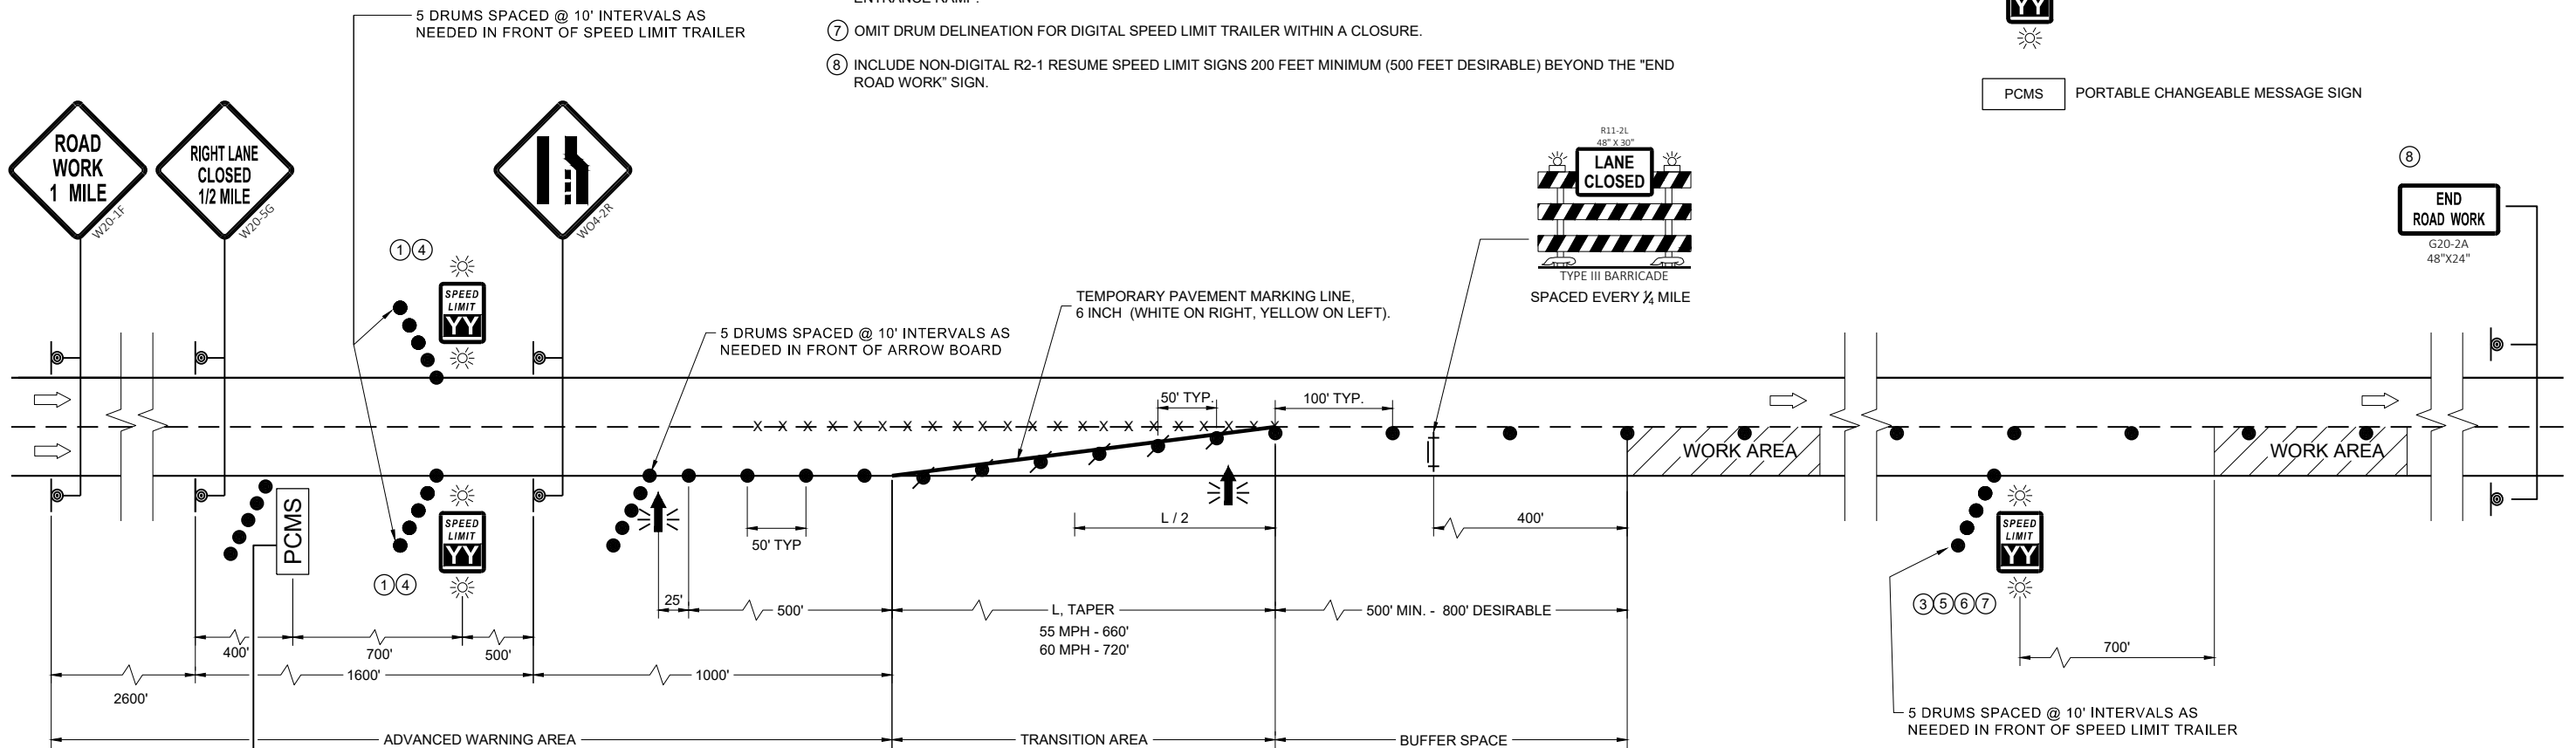 5 DRUMS SPACED @ 10' INTERVALS AS
NEEDED IN FRONT OF SPEED LIMIT TRAILER
ENTRANCE RAMP.
7 OMIT DRUM DELINEATION FOR DIGITAL SPEED LIMIT TRAILER WITHIN A CLOSURE.
8 INCLUDE NON-DIGITAL R2-1 RESUME SPEED LIMIT SIGNS 200 FEET MINIMUM (500 FEET DESIRABLE) BEYOND THE "END
ROAD WORK" SIGN.
YY
PCMS PORTABLE CHANGEABLE MESSAGE SIGN
ROAD
WORK
1 MILE
W20-1F
RIGHT LANE
CLOSED
1/2 MILE
W20-5G
WO4-2R
1 4
SPEED
LIMIT
YY
R11-2L
48" X 30"
LANE
CLOSED
TYPE III BARRICADE
SPACED EVERY 1/4 MILE
8
END
ROAD WORK
G20-2A
48"X24"
TEMPORARY PAVEMENT MARKING LINE,
6 INCH (WHITE ON RIGHT, YELLOW ON LEFT).
5 DRUMS SPACED @ 10' INTERVALS AS
NEEDED IN FRONT OF ARROW BOARD
50' TYP.
100' TYP.
X X X X X X X X X X X X X X X X X X X X X X
WORK AREA
WORK AREA
PCMS
SPEED
LIMIT
YY
1 4
50' TYP
L / 2
400'
SPEED
LIMIT
YY
3 5 6 7
25'
500'
L, TAPER
55 MPH - 660'
60 MPH - 720'
500' MIN. - 800' DESIRABLE
400'
700'
500'
700'
2600'
1600'
1000'
5 DRUMS SPACED @ 10' INTERVALS AS
NEEDED IN FRONT OF SPEED LIMIT TRAILER
ADVANCED WARNING AREA
TRANSITION AREA
BUFFER SPACE